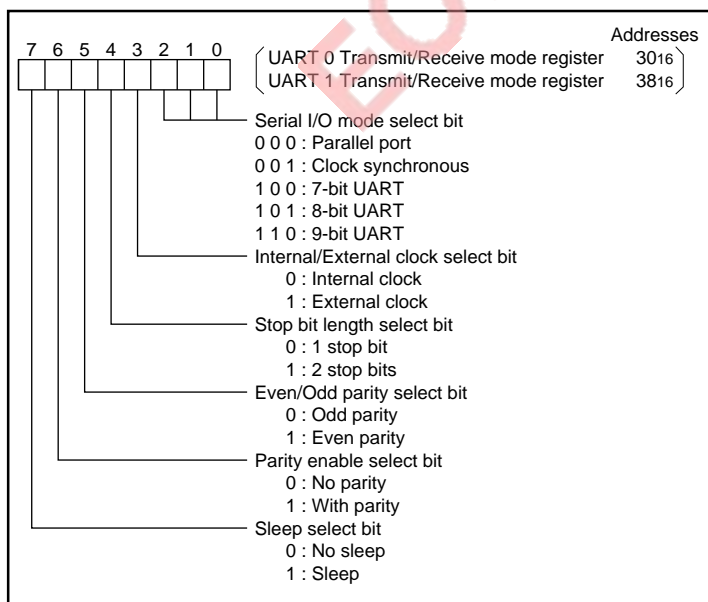 Addresses
7 6 5 4 3 2 1 0
UART 0 Transmit/Receive mode register 3016
UART 1 Transmit/Receive mode register 3816
Serial I/O mode select bit
0 0 0 : Parallel port
0 0 1 : Clock synchronous
1 0 0 : 7-bit UART
1 0 1 : 8-bit UART
1 1 0 : 9-bit UART
Internal/External clock select bit
0 : Internal clock
1 : External clock
Stop bit length select bit
0 : 1 stop bit
1 : 2 stop bits
Even/Odd parity select bit
0 : Odd parity
1 : Even parity
Parity enable select bit
0 : No parity
1 : With parity
Sleep select bit
0 : No sleep
1 : Sleep